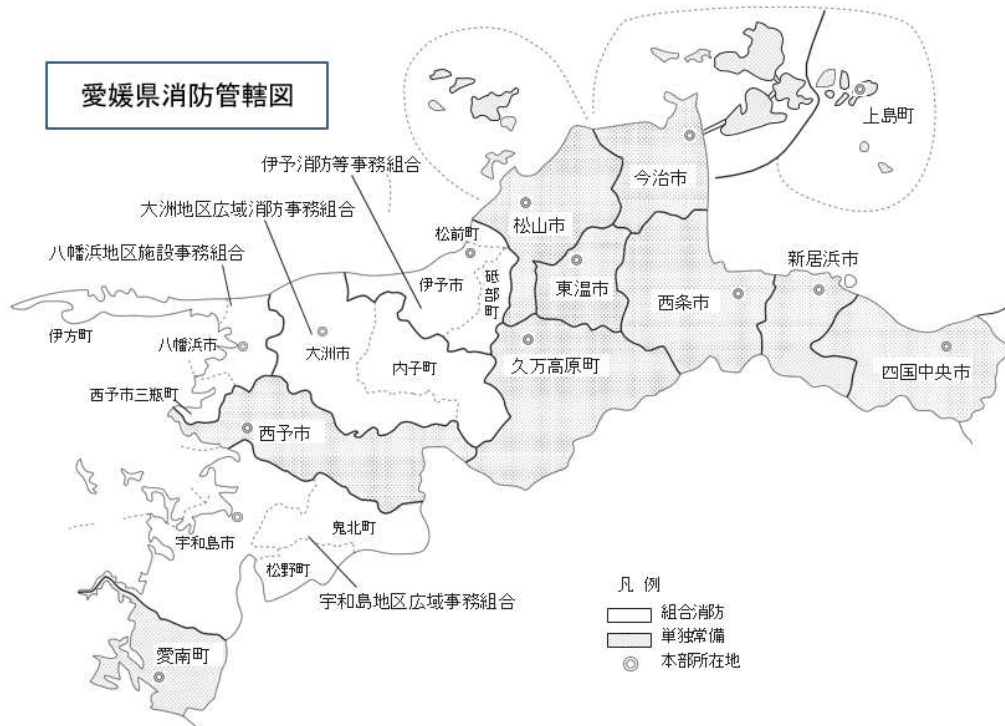 愛媛県消防管轄図
上島町
今治市
伊予消防等事務組合
松山市
大洲地区広域消防事務組合
松前町
八幡浜地区施設事務組合
新居浜市
伊予市
砥部町
東温市
西条市
伊方町
八幡浜市
大洲市
内子町
久万高原町
四国中央市
西予市三瓶町
西予市
鬼北町
宇和島市
松野町
宇和島地区広域事務組合
愛南町
凡 例
組合消防
単独常備
本部所在地